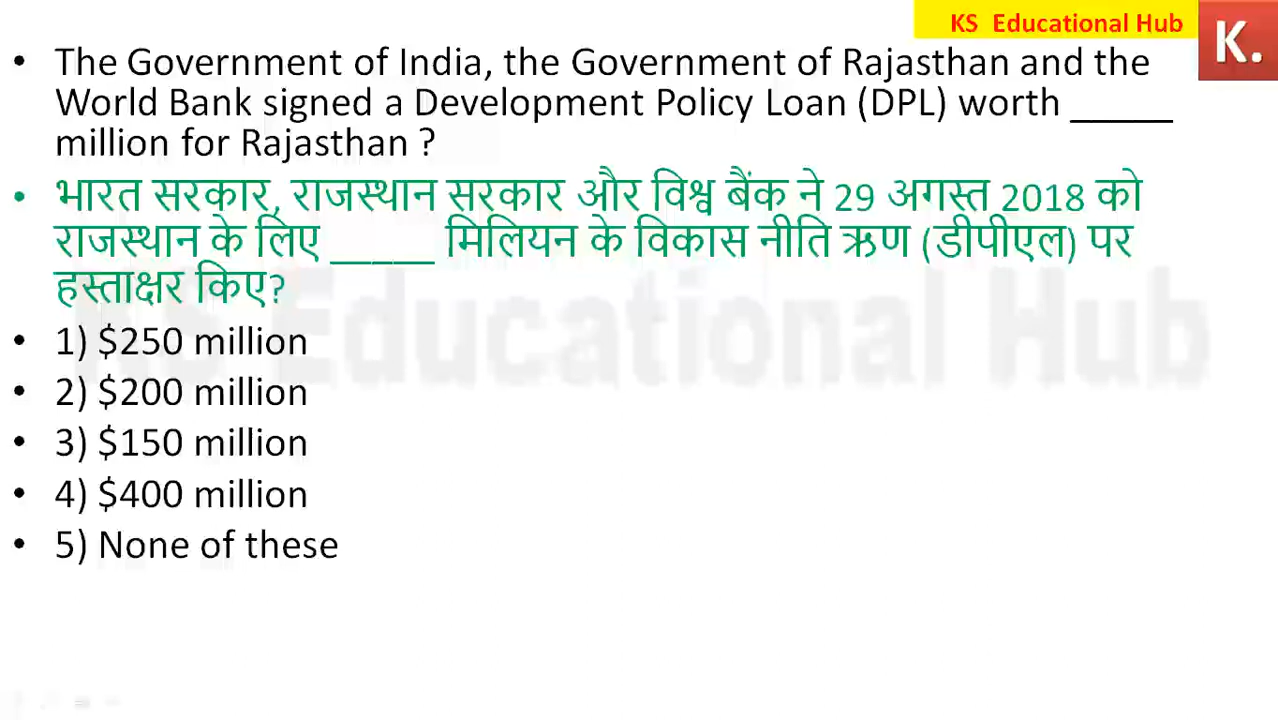 KS Educational Hub
K.
• The Government of India, the Government of Rajasthan and the
World Bank signed a Development Policy Loan (DPL) worth _____
million for Rajasthan ?
• भारत सरकार, राजस्थान सरकार और विश्व बैंक ने 29 अगस्त 2018 को
राजस्थान के लिए _____ मिलियन के विकास नीति ऋण (डीपीएल) पर
हस्ताक्षर किए?
• 1) $250 million
• 2) $200 million
• 3) $150 million
• 4) $400 million
• 5) None of these
KS Educational Hub